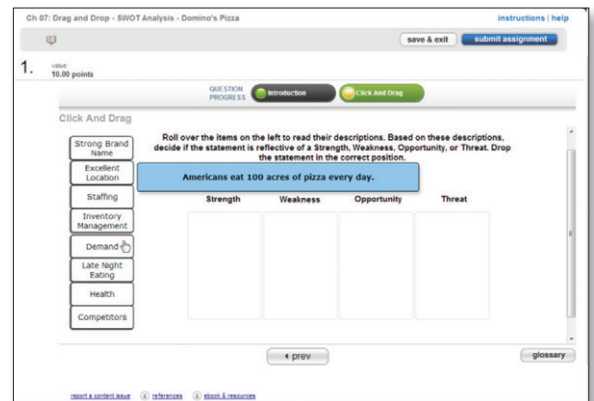 Ch 07: Drag and Drop - SWOT Analysis - Domino's Pizza
instructions | help
save & exit
submit assignment
1.
value:
10.00 points
QUESTION
PROGRESS
Introduction
Click And Drag
Click And Drag
Roll over the items on the left to read their descriptions. Based on these descriptions,
decide if the statement is reflective of a Strength, Weakness, Opportunity, or Threat. Drop
the statement in the correct position.
Strong Brand
Name
Excellent
Location
Staffing
Inventory
Management
Demand
Late Night
Eating
Health
Competitors
Americans eat 100 acres of pizza every day.
Strength
Weakness
Opportunity
Threat
prev
glossary
report a content issue
references
ebook & resources